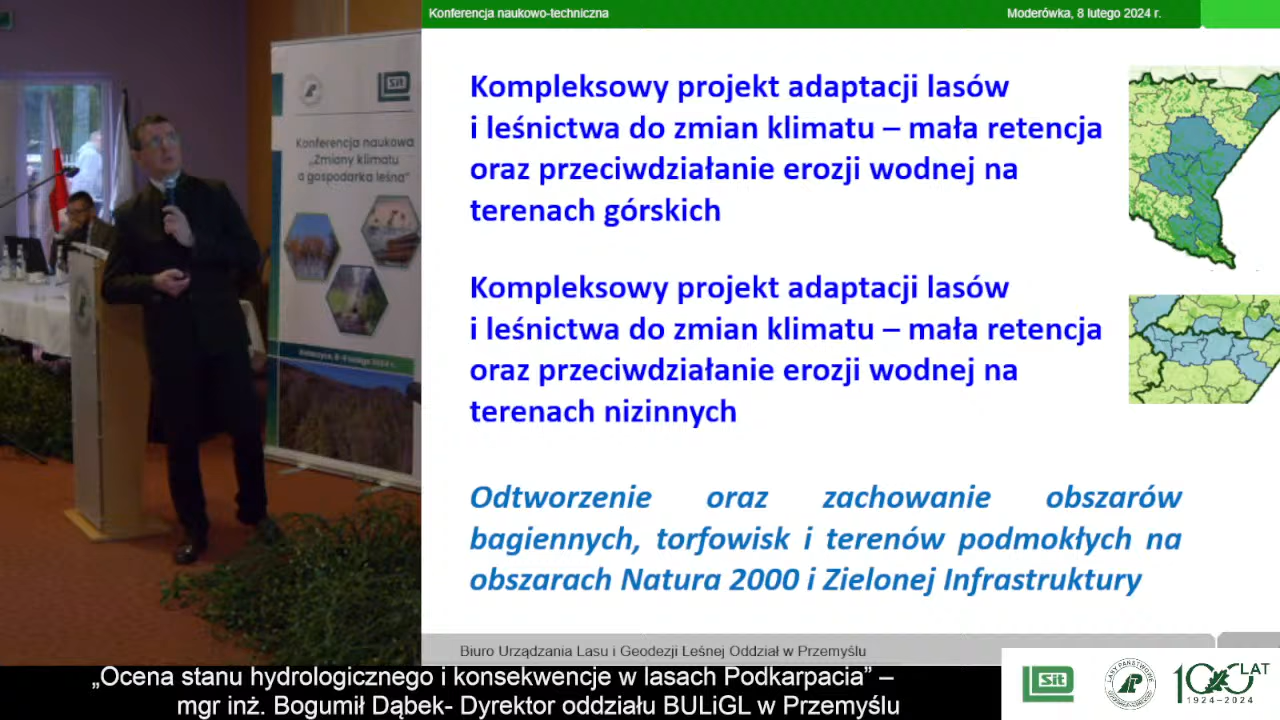 Konferencja naukowo-techniczna
Moderówka, 8 lutego 2024 r.
Sit
Konferencja naukowa
„Zmiany klimatu
a gospodarka leśna”
Kompleksowy projekt adaptacji lasów
i leśnictwa do zmian klimatu – mała retencja
oraz przeciwdziałanie erozji wodnej na
terenach górskich
Kompleksowy projekt adaptacji lasów
i leśnictwa do zmian klimatu – mała retencja
oraz przeciwdziałanie erozji wodnej na
terenach nizinnych
Odtworzenie oraz zachowanie obszarów
bagiennych, torfowisk i terenów podmokłych na
obszarach Natura 2000 i Zielonej Infrastruktury
Biuro Urządzania Lasu i Geodezji Leśnej Oddział w Przemyślu
„Ocena stanu hydrologicznego i konsekwencje w lasach Podkarpacia” –
mgr inż. Bogumił Dąbek- Dyrektor oddziału BULiGL w Przemyślu
Sit
LASY PAŃSTWOWE
100 LAT
1924–2024